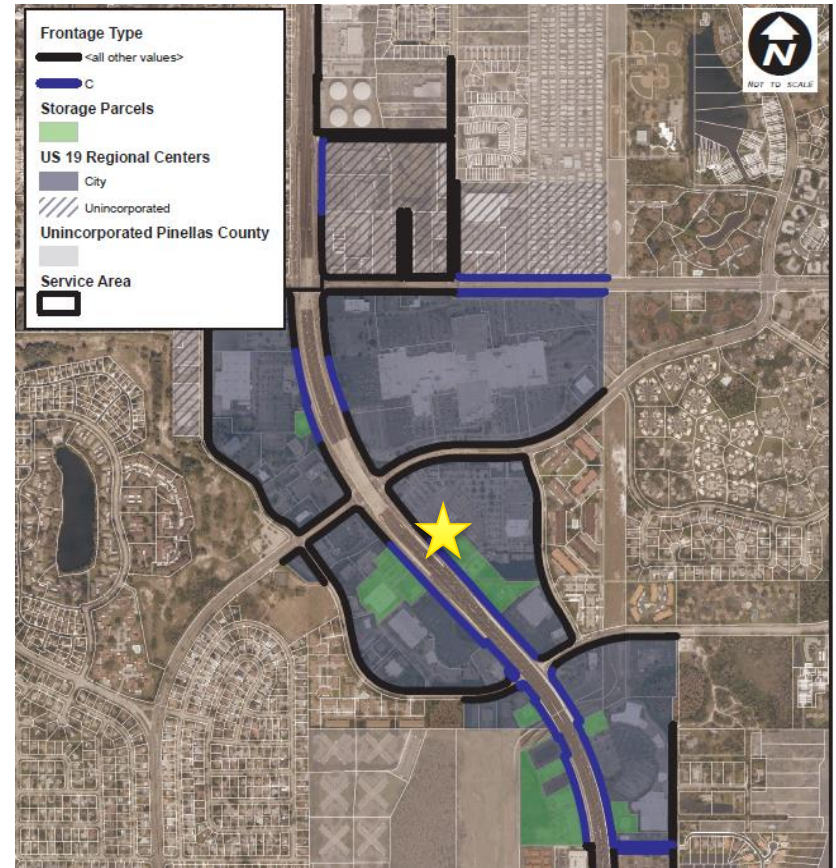 Frontage Type
<all other values>
C
Storage Parcels
US 19 Regional Centers
City
Unincorporated
Unincorporated Pinellas County
Service Area
N
NOT TO SCALE